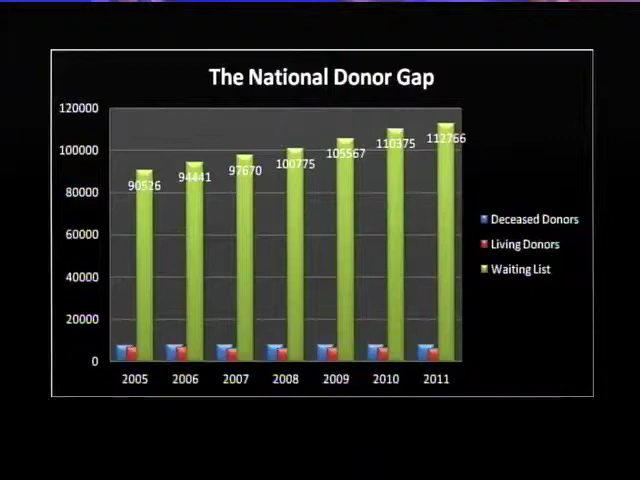 The National Donor Gap
120000
100000
80000
60000
40000
20000
0
90526
94441
97670
100775
105567
110375
112766
2005 2006 2007 2008 2009 2010 2011
Deceased Donors
Living Donors
Waiting List